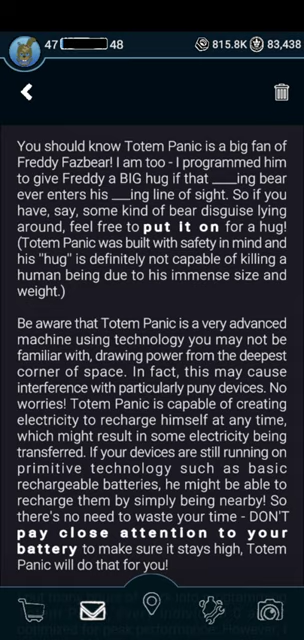 47 48 815.8K 83,438
You should know Totem Panic is a big fan of
Freddy Fazbear! I am too - I programmed him
to give Freddy a BIG hug if that ___ing bear
ever enters his ___ing line of sight. So if you
have, say, some kind of bear disguise lying
around, feel free to put it on for a hug!
(Totem Panic was built with safety in mind and
his "hug" is definitely not capable of killing a
human being due to his immense size and
weight.)
Be aware that Totem Panic is a very advanced
machine using technology you may not be
familiar with, drawing power from the deepest
corner of space. In fact, this may cause
interference with particularly puny devices. No
worries! Totem Panic is capable of creating
electricity to recharge himself at any time,
which might result in some electricity being
transferred. If your devices are still running on
primitive technology such as basic
rechargeable batteries, he might be able to
recharge them by simply being nearby! So
there's no need to waste your time - DON'T
pay close attention to your
battery to make sure it stays high, Totem
Panic will do that for you!